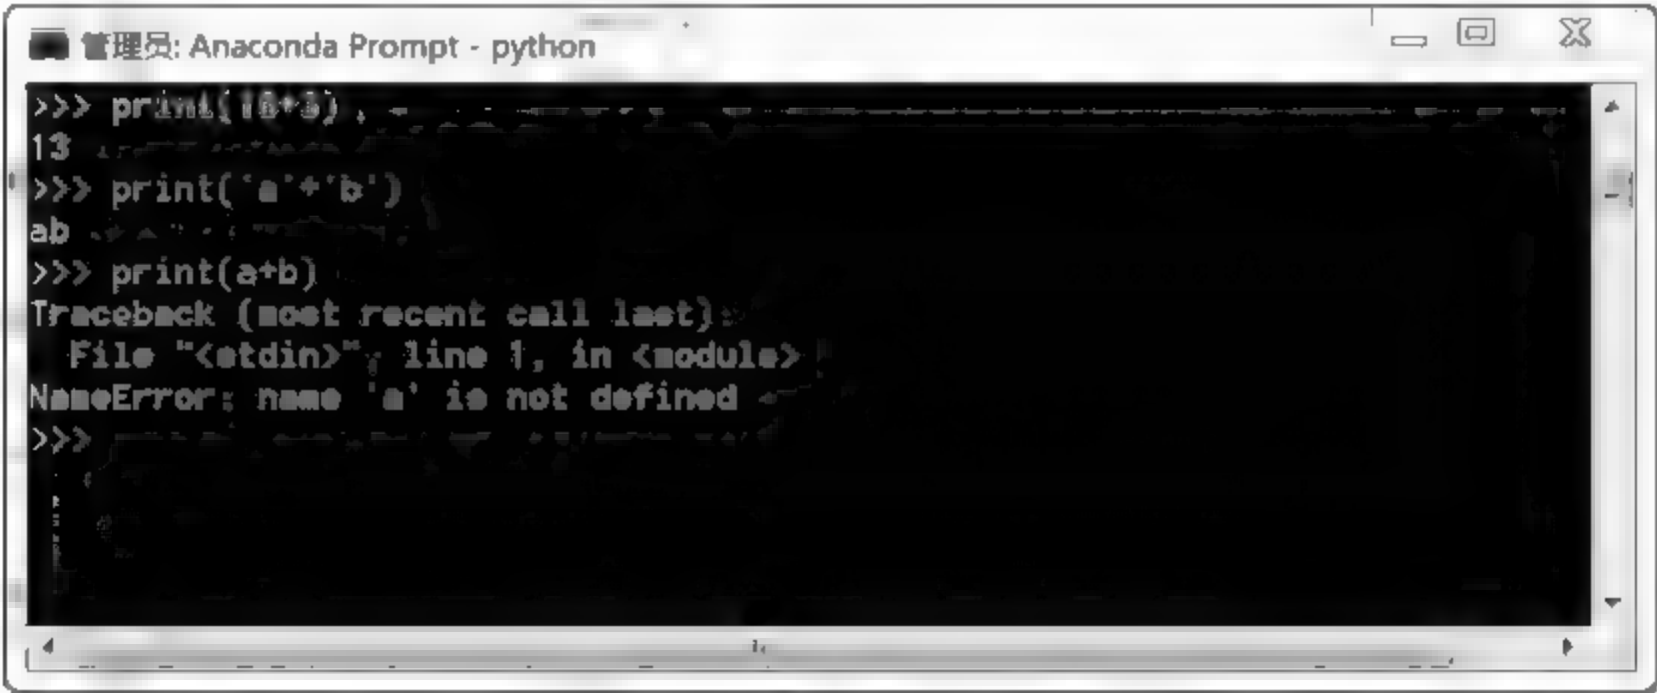 管理员: Anaconda Prompt - python
>>> print(10+3)
13
>>> print('a'+'b')
ab
>>> print(a+b)
Traceback (most recent call last):
  File "<stdin>", line 1, in <module>
NameError: name 'a' is not defined
>>>